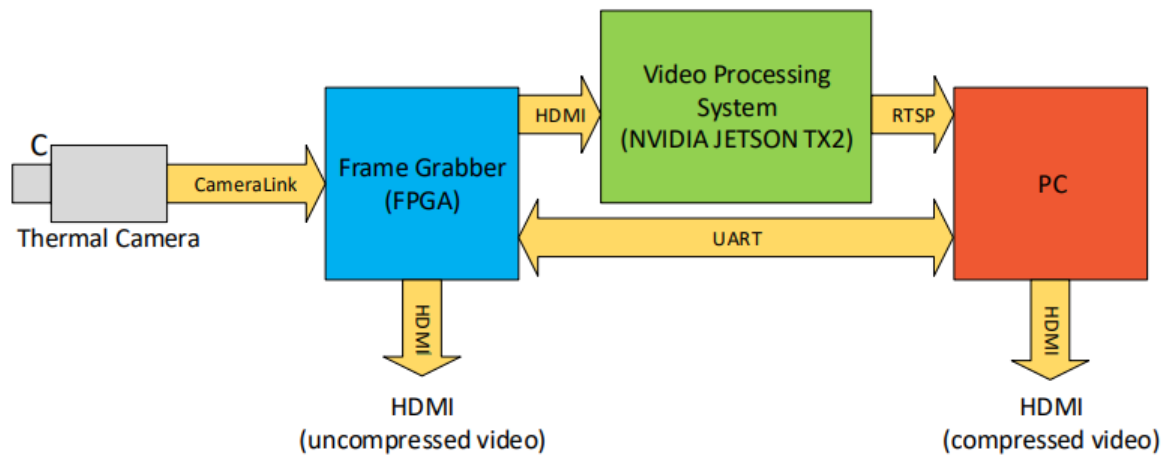 C
Thermal Camera
CameraLink
Frame Grabber
(FPGA)
HDMI
Video Processing
System
(NVIDIA JETSON TX2)
RTSP
PC
UART
HDMI
HDMI
(uncompressed video)
HDMI
HDMI
(compressed video)